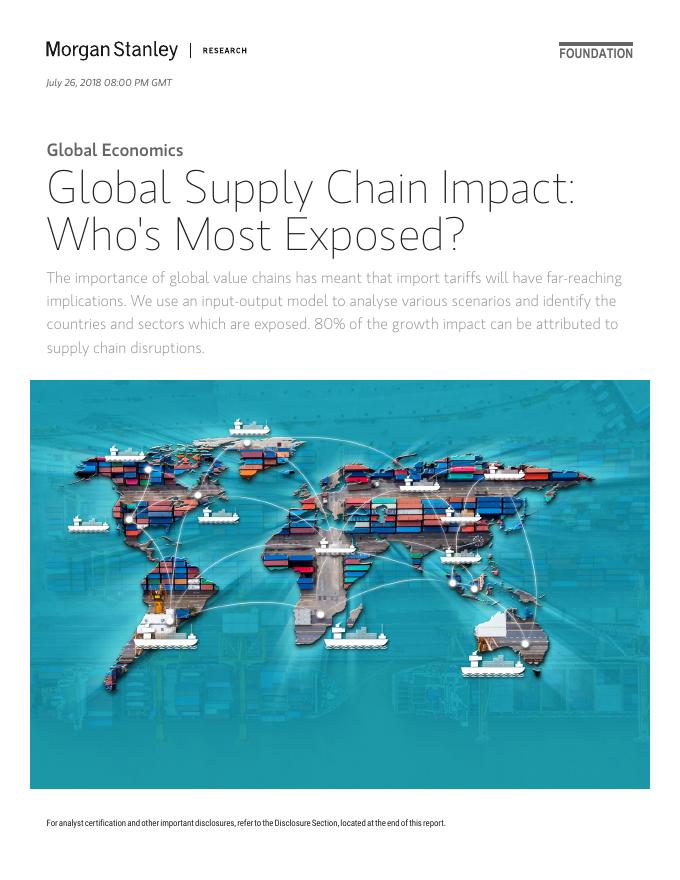 Morgan Stanley | RESEARCH
FOUNDATION
July 26, 2018 08:00 PM GMT
Global Economics
Global Supply Chain Impact:
Who's Most Exposed?
The importance of global value chains has meant that import tariffs will have far-reaching
implications. We use an input-output model to analyse various scenarios and identify the
countries and sectors which are exposed. 80% of the growth impact can be attributed to
supply chain disruptions.
For analyst certification and other important disclosures, refer to the Disclosure Section, located at the end of this report.